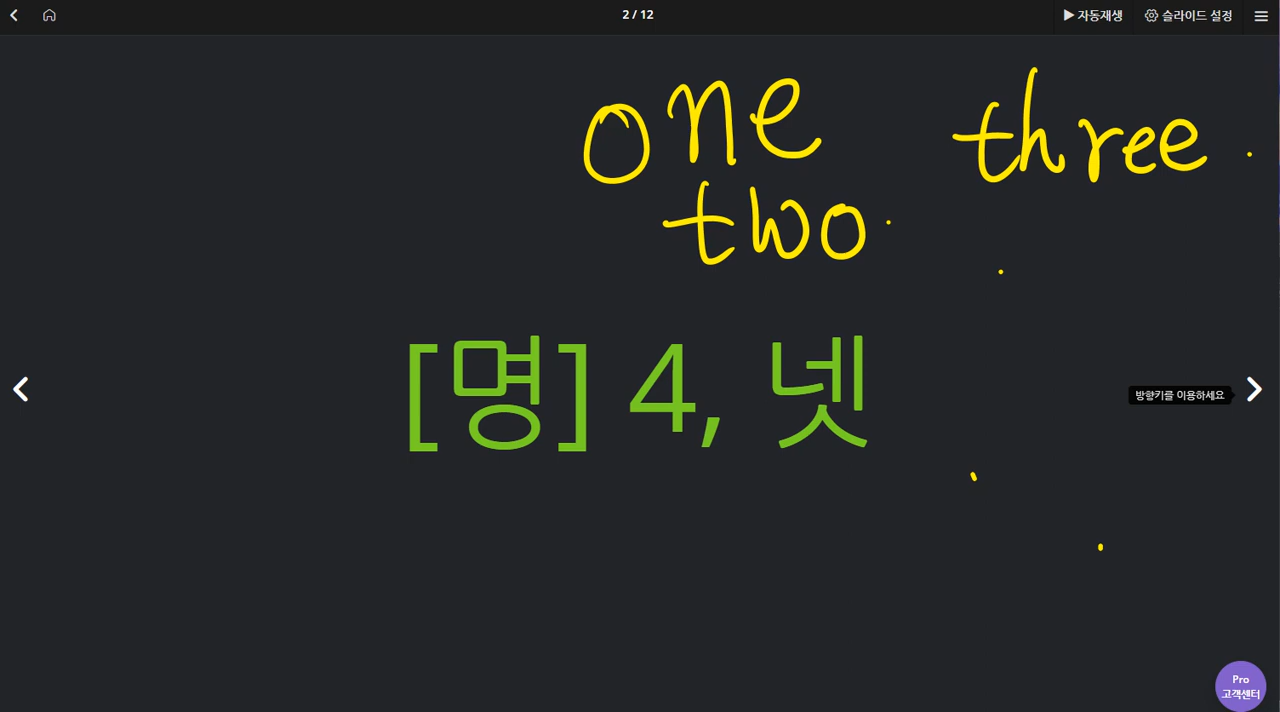 2 / 12
자동재생
슬라이드 설정
one three
two
[명] 4, 넷
방향키를 이용하세요
Pro
고객센터